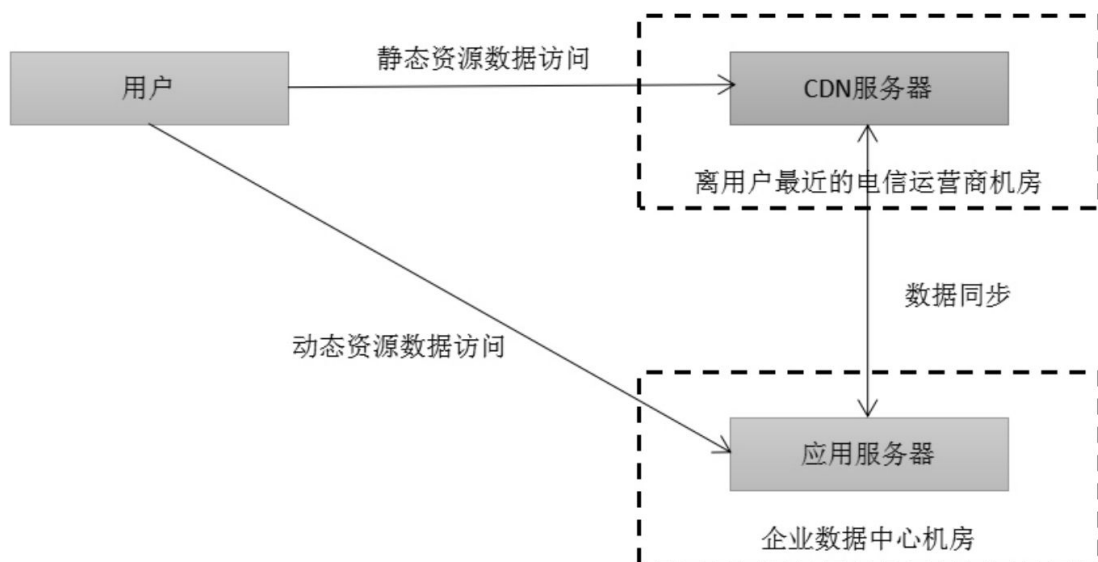 静态资源数据访问
用户
CDN服务器
离用户最近的电信运营商机房
数据同步
动态资源数据访问
应用服务器
企业数据中心机房